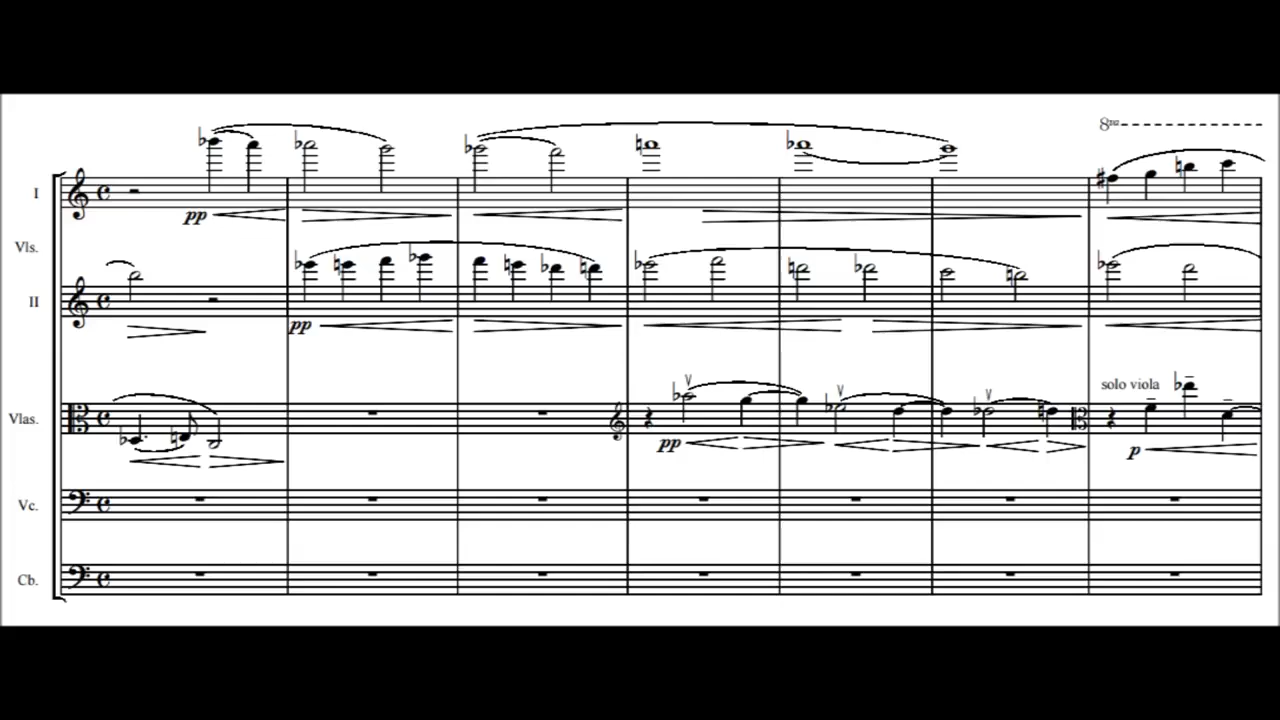 8va
I
pp
Vls.
II
pp
solo viola
Vlas.
pp
p
Vc.
Cb.